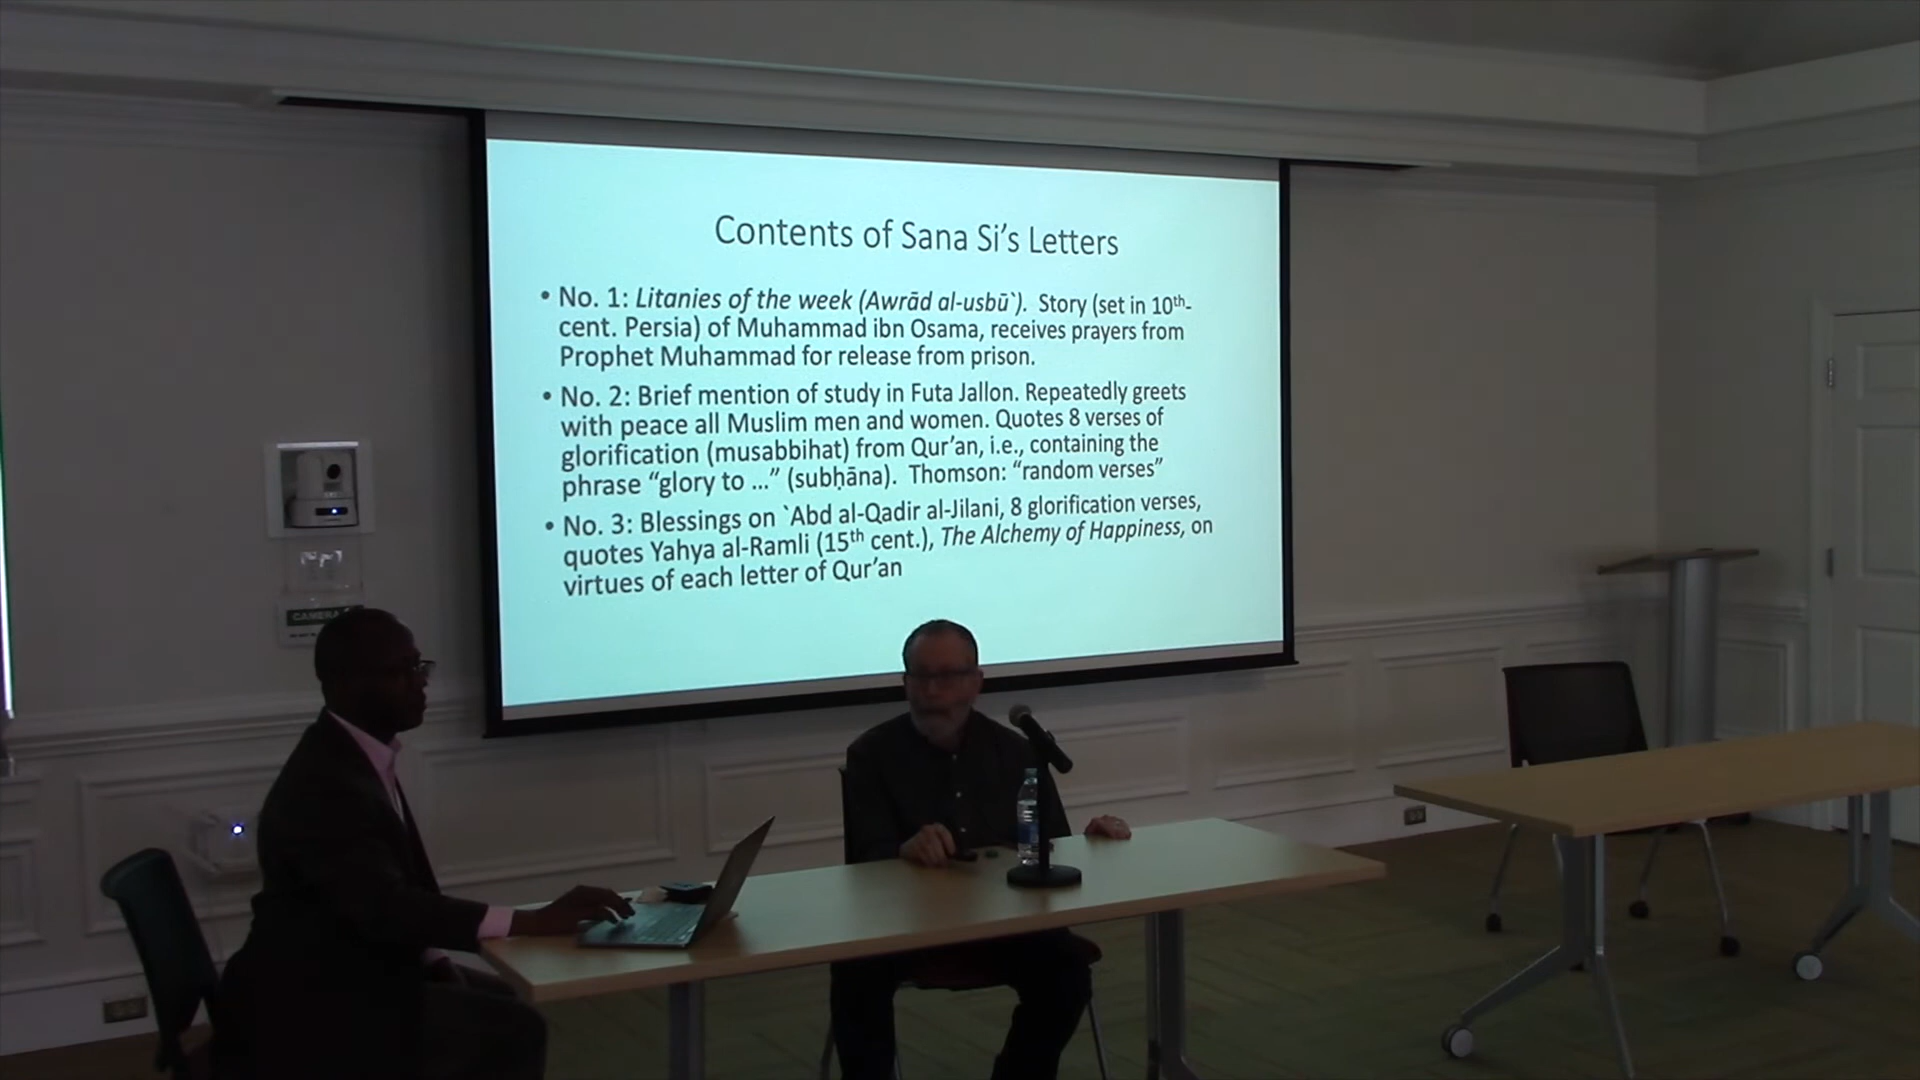 Contents of Sana Si's Letters
• No. 1: Litanies of the week (Awrād al-usbū`). Story (set in 10th-
cent. Persia) of Muhammad ibn Osama, receives prayers from
Prophet Muhammad for release from prison.
• No. 2: Brief mention of study in Futa Jallon. Repeatedly greets
with peace all Muslim men and women. Quotes 8 verses of
glorification (musabbihat) from Qur'an, i.e., containing the
phrase “glory to ...” (subḥāna). Thomson: “random verses”
• No. 3: Blessings on `Abd al-Qadir al-Jilani, 8 glorification verses,
quotes Yahya al-Ramli (15th cent.), The Alchemy of Happiness, on
virtues of each letter of Qur'an
CAMERA